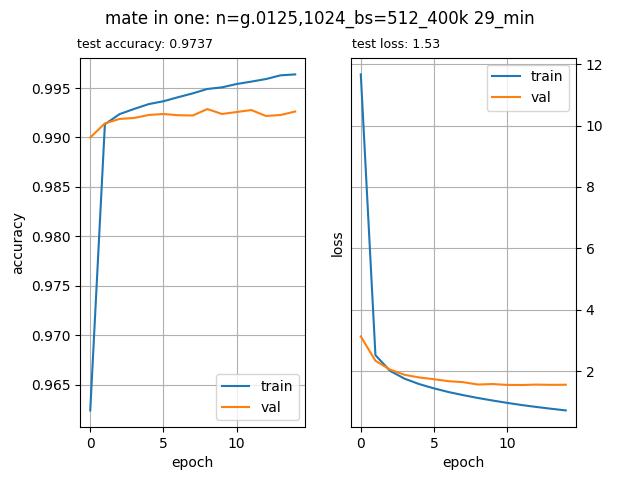 mate in one: n=g.0125,1024_bs=512_400k 29_min
test accuracy: 0.9737
0.995
0.990
0.985
0.980
0.975
0.970
0.965
accuracy
train
val
0
10
epoch
test loss: 1.53
train
val
12
10
8
6
4
2
loss
0
5
10
epoch